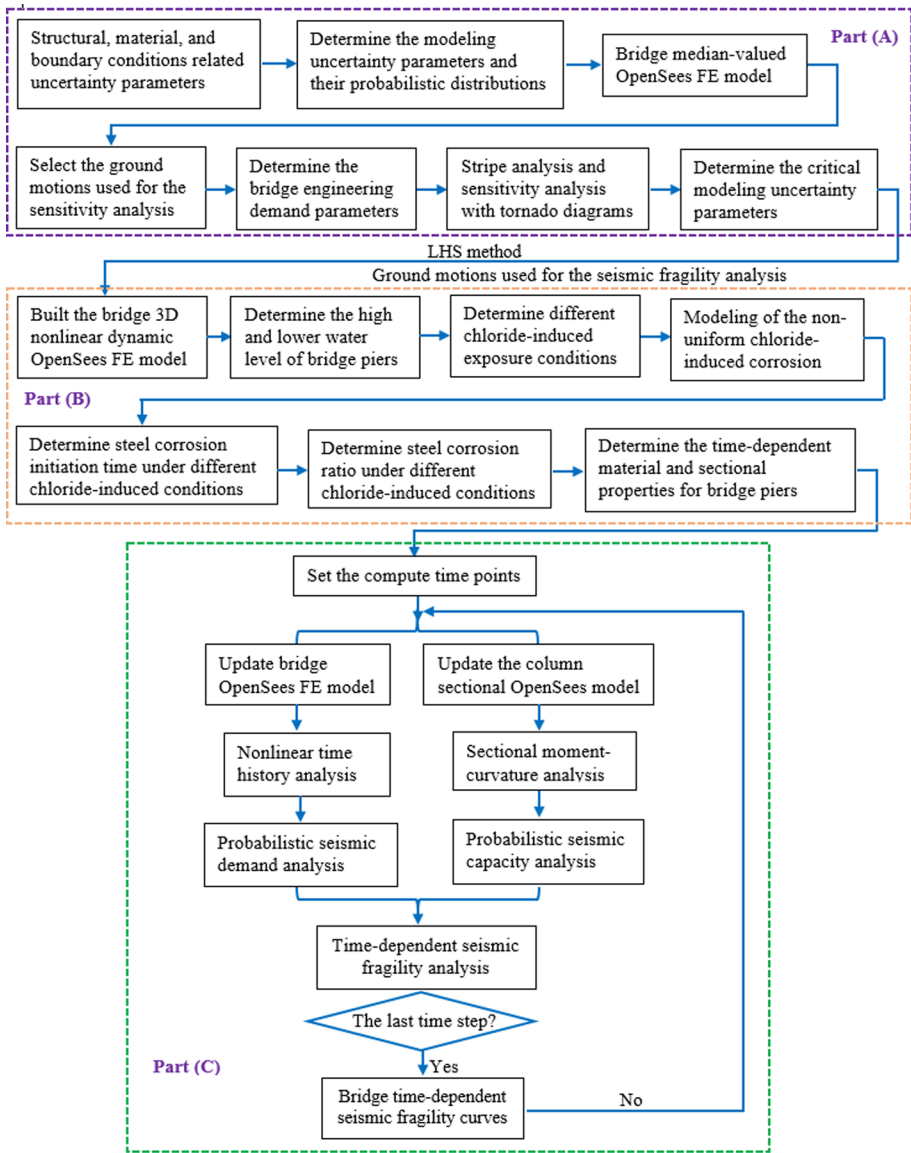 Part (A)
Structural, material, and
boundary conditions related
uncertainty parameters
Determine the modeling
uncertainty parameters and
their probabilistic distributions
Bridge median-valued
OpenSees FE model
Select the ground
motions used for the
sensitivity analysis
Determine the
bridge engineering
demand parameters
Stripe analysis and
sensitivity analysis
with tornado diagrams
Determine the critical
modeling uncertainty
parameters
LHS method
Ground motions used for the seismic fragility analysis
Built the bridge 3D
nonlinear dynamic
OpenSees FE model
Determine the high
and lower water
level of bridge piers
Determine different
chloride-induced
exposure conditions
Modeling of the non-
uniform chloride-
induced corrosion
Part (B)
Determine steel corrosion
initiation time under different
chloride-induced conditions
Determine steel corrosion
ratio under different
chloride-induced conditions
Determine the time-dependent
material and sectional
properties for bridge piers
Set the compute time points
Update bridge
OpenSees FE model
Update the column
sectional OpenSees model
Nonlinear time
history analysis
Sectional moment-
curvature analysis
Probabilistic seismic
demand analysis
Probabilistic seismic
capacity analysis
Time-dependent seismic
fragility analysis
The last time step?
Part (C)
Yes
Bridge time-dependent
seismic fragility curves
No